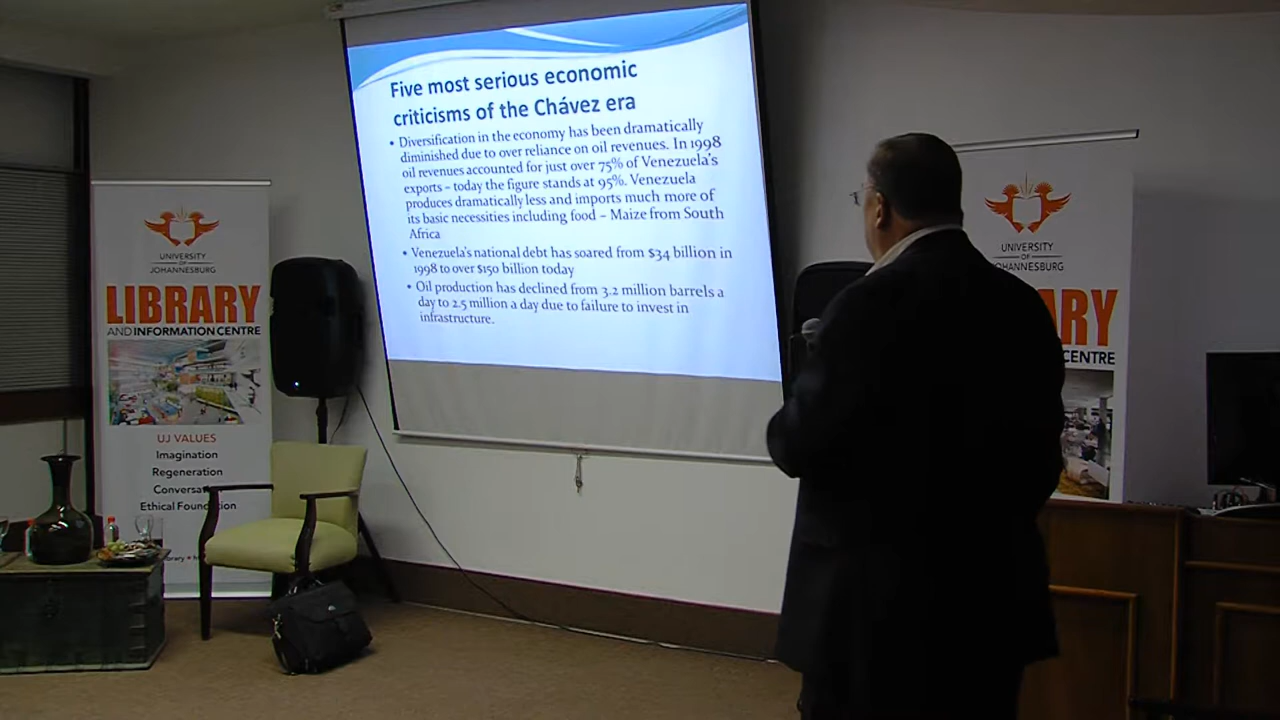 Five most serious economic
criticisms of the Chávez era
• Diversification in the economy has been dramatically
diminished due to over reliance on oil revenues. In 1998
oil revenues accounted for just over 75% of Venezuela's
exports – today the figure stands at 95%. Venezuela
produces dramatically less and imports much more of
its basic necessities including food – Maize from South
Africa
• Venezuela's national debt has soared from $34 billion in
1998 to over $150 billion today
• Oil production has declined from 3.2 million barrels a
day to 2.5 million a day due to failure to invest in
infrastructure.
UNIVERSITY
OF
JOHANNESBURG
LIBRARY
AND INFORMATION CENTRE
UJ VALUES
Imagination
Regeneration
Conversat
Ethical Foundation
UNIVERSITY
OF
JOHANNESBURG
RARY
CENTRE